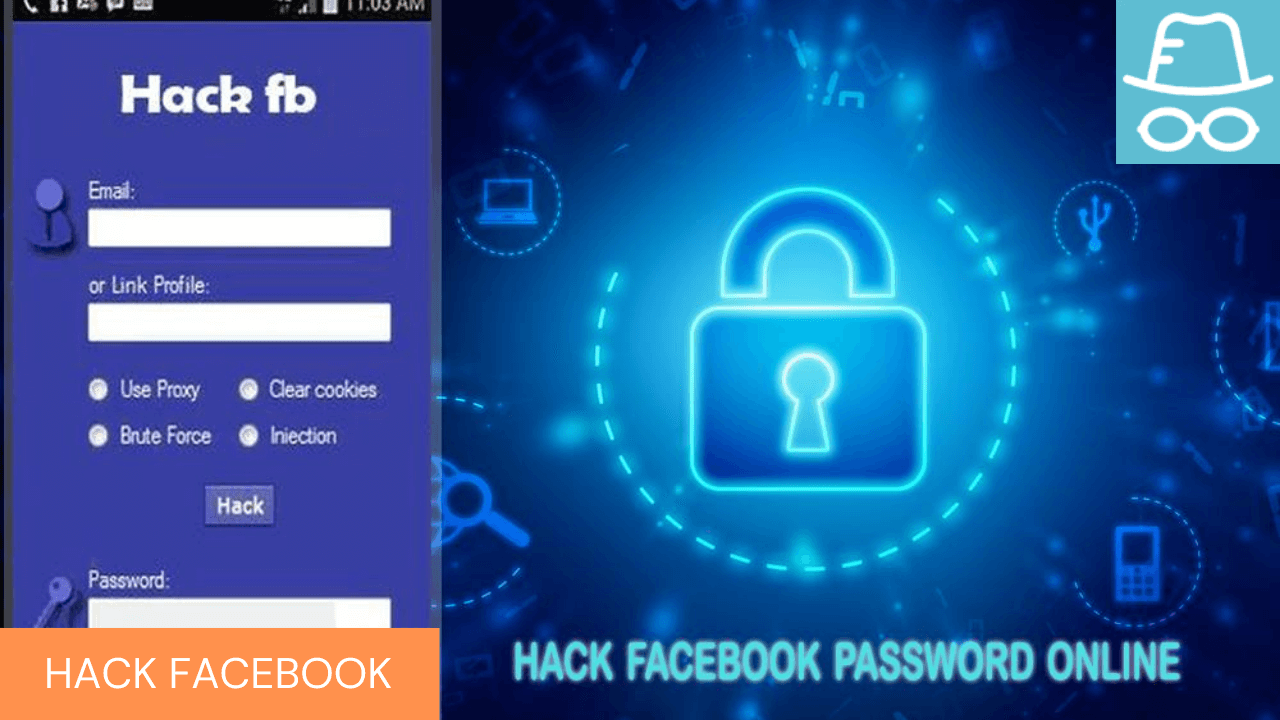 11:03 AM
Hack fb
Email:
or Link Profile:
Use Proxy
Clear cookies
Brute Force
Injection
Hack
Password:
HACK FACEBOOK
HACK FACEBOOK PASSWORD ONLINE